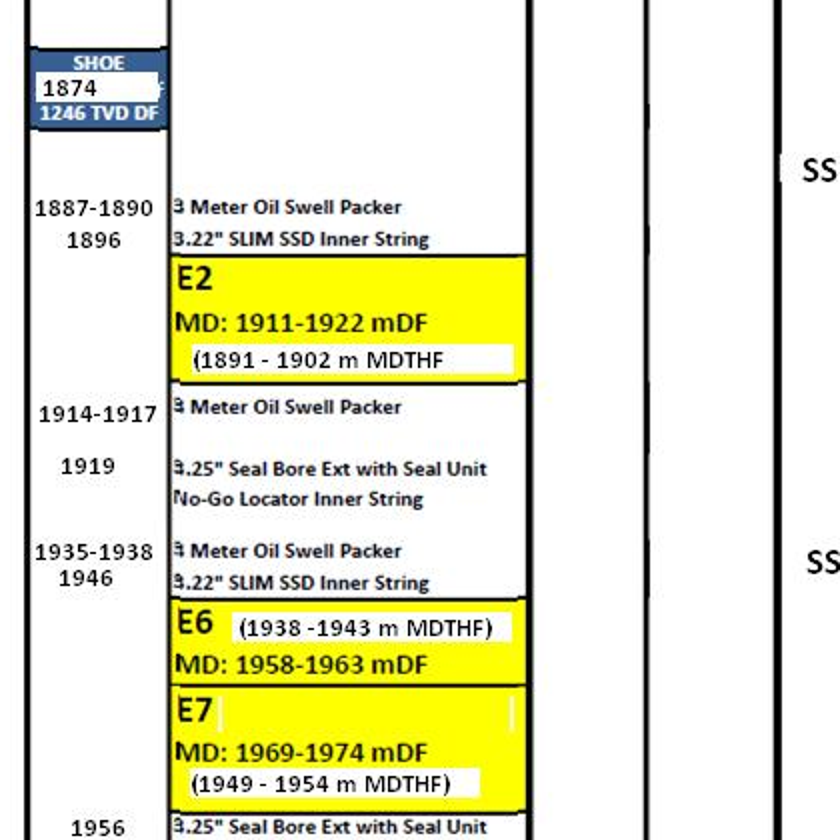 SHOE
1874
1246 TVD DF
SS
1887-1890 3 Meter Oil Swell Packer
1896 3.22" SLIM SSD Inner String
E2
MD: 1911-1922 mDF
(1891 - 1902 m MDTHF
1914-1917 3 Meter Oil Swell Packer
1919 3.25" Seal Bore Ext with Seal Unit
No-Go Locator Inner String
1935-1938 3 Meter Oil Swell Packer
SS
1946 3.22" SLIM SSD Inner String
E6 (1938 -1943 m MDTHF)
MD: 1958-1963 mDF
E7
MD: 1969-1974 mDF
(1949 - 1954 m MDTHF)
1956 3.25" Seal Bore Ext with Seal Unit